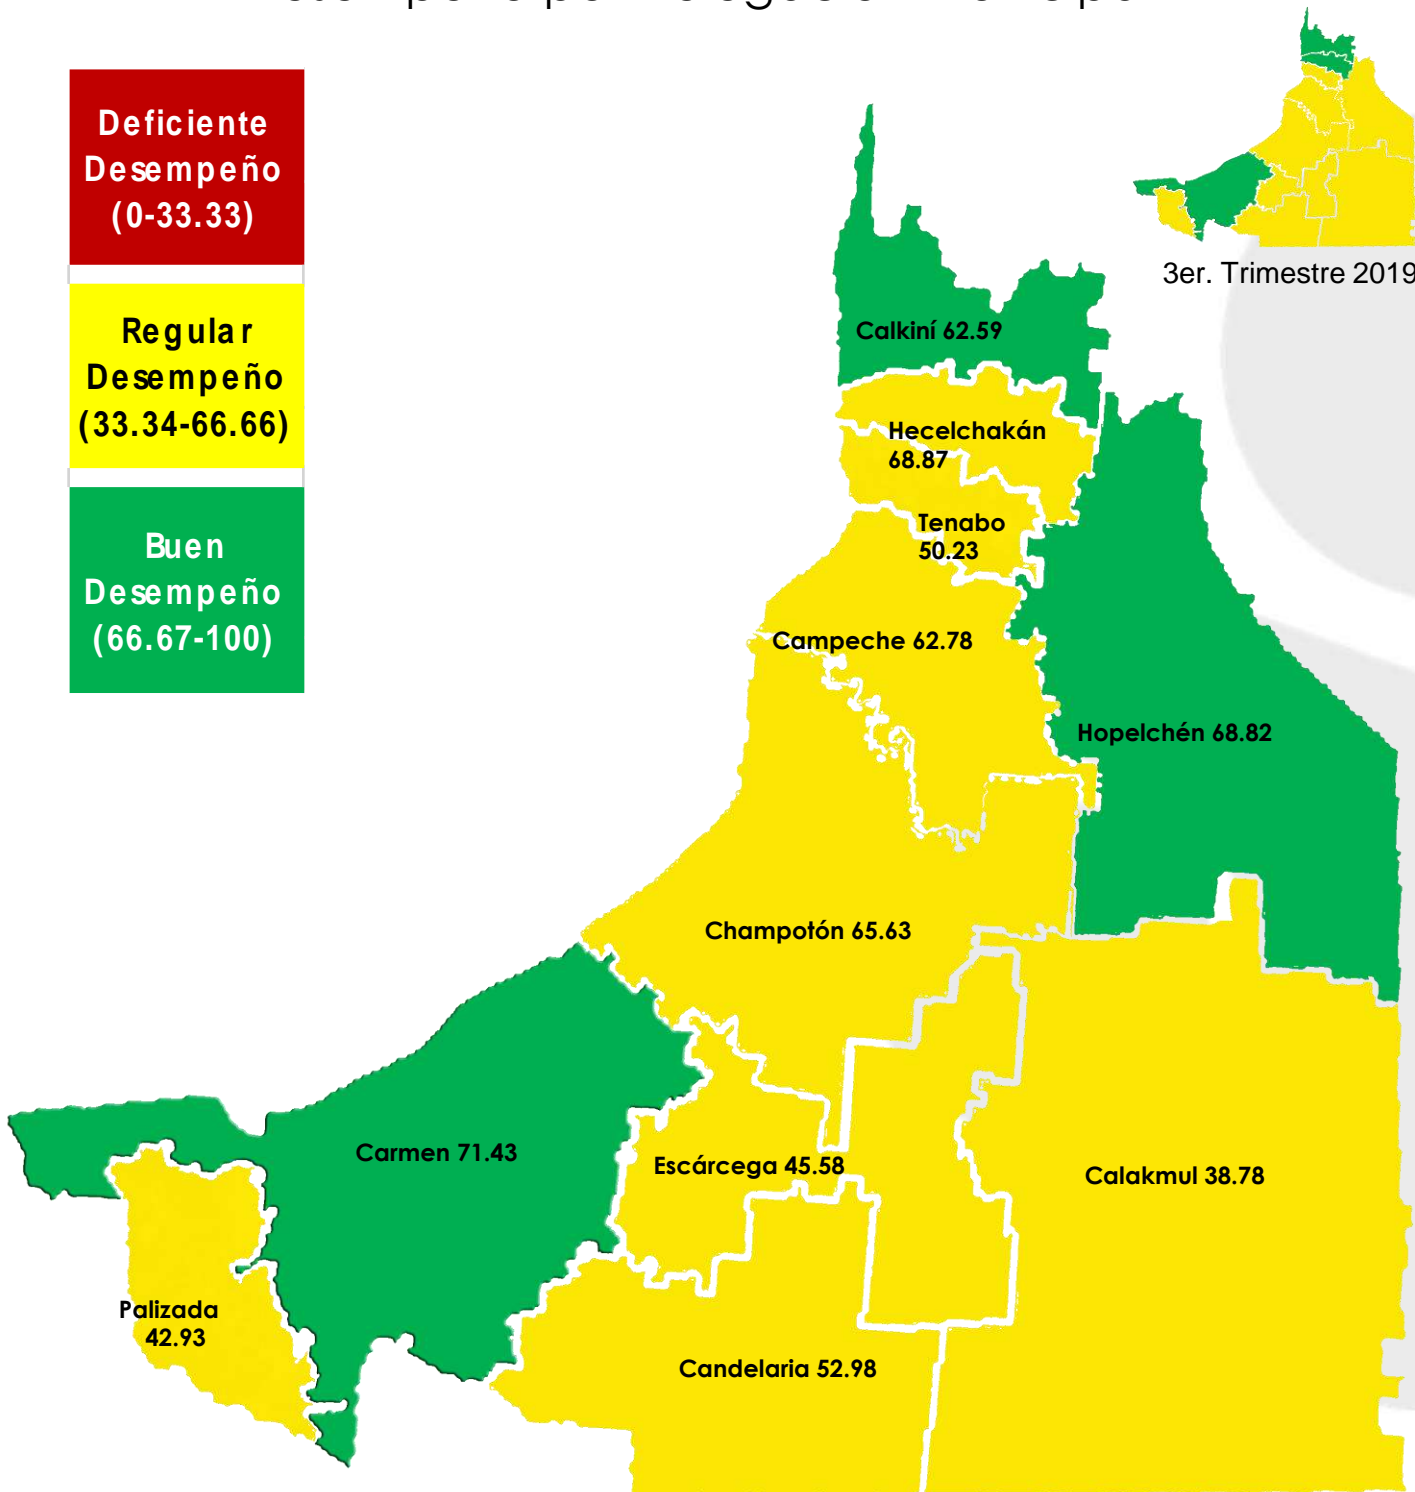 Deficiente
Desempeño
(0-33.33)
Regular
Desempeño
(33.34-66.66)
Buen
Desempeño
(66.67-100)
3er. Trimestre 2019
Calkiní 62.59
Hecelchakán
68.87
Tenabo
50.23
Campeche 62.78
Hopelchén 68.82
Champotón 65.63
Carmen 71.43
Escárcega 45.58
Calakmul 38.78
Palizada
42.93
Candelaria 52.98